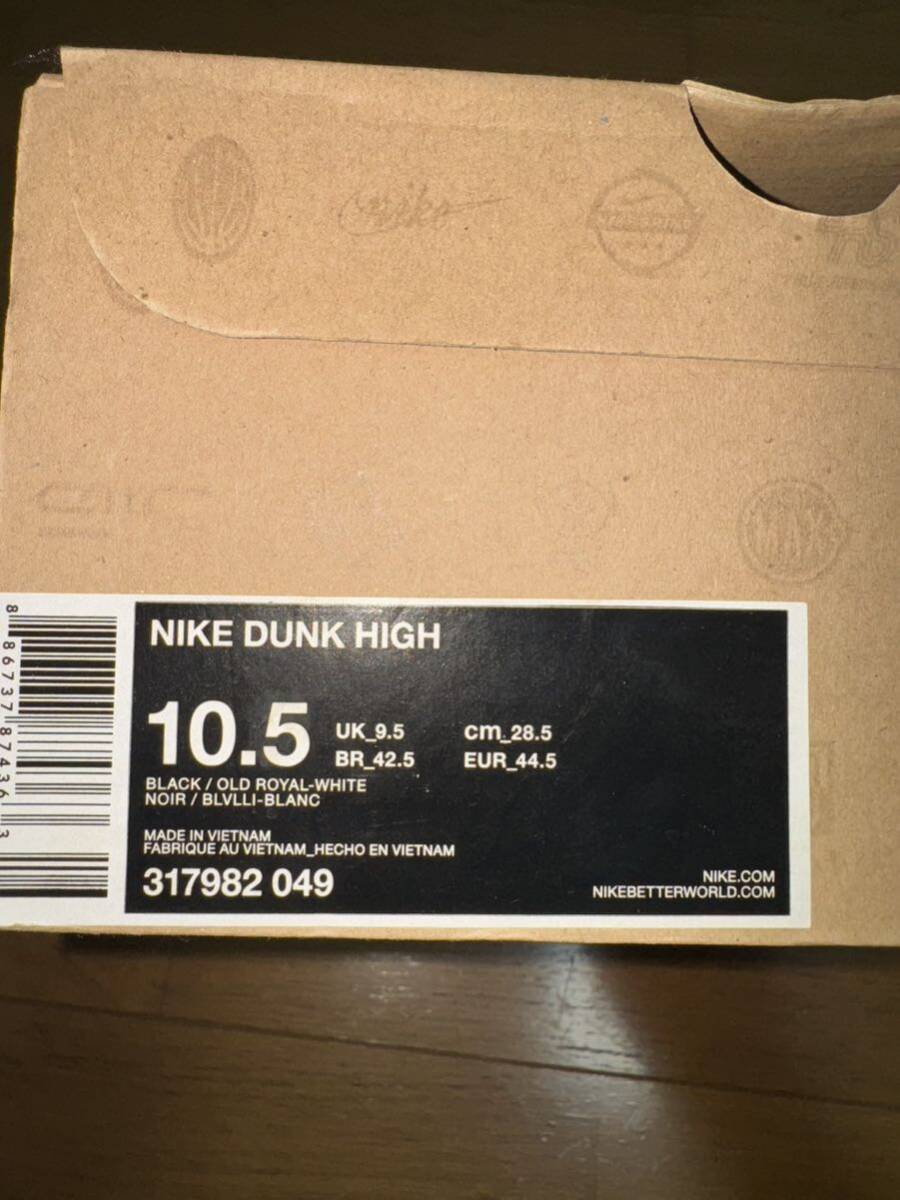 nike
NIKE DUNK HIGH
10.5
UK_9.5
cm_28.5
BR_42.5
EUR_44.5
BLACK / OLD ROYAL-WHITE
NOIR / BLVLLI-BLANC
MADE IN VIETNAM
FABRIQUE AU VIETNAM_HECHO EN VIETNAM
317982 049
NIKE.COM
NIKEBETTERWORLD.COM
8 86737 87436 3